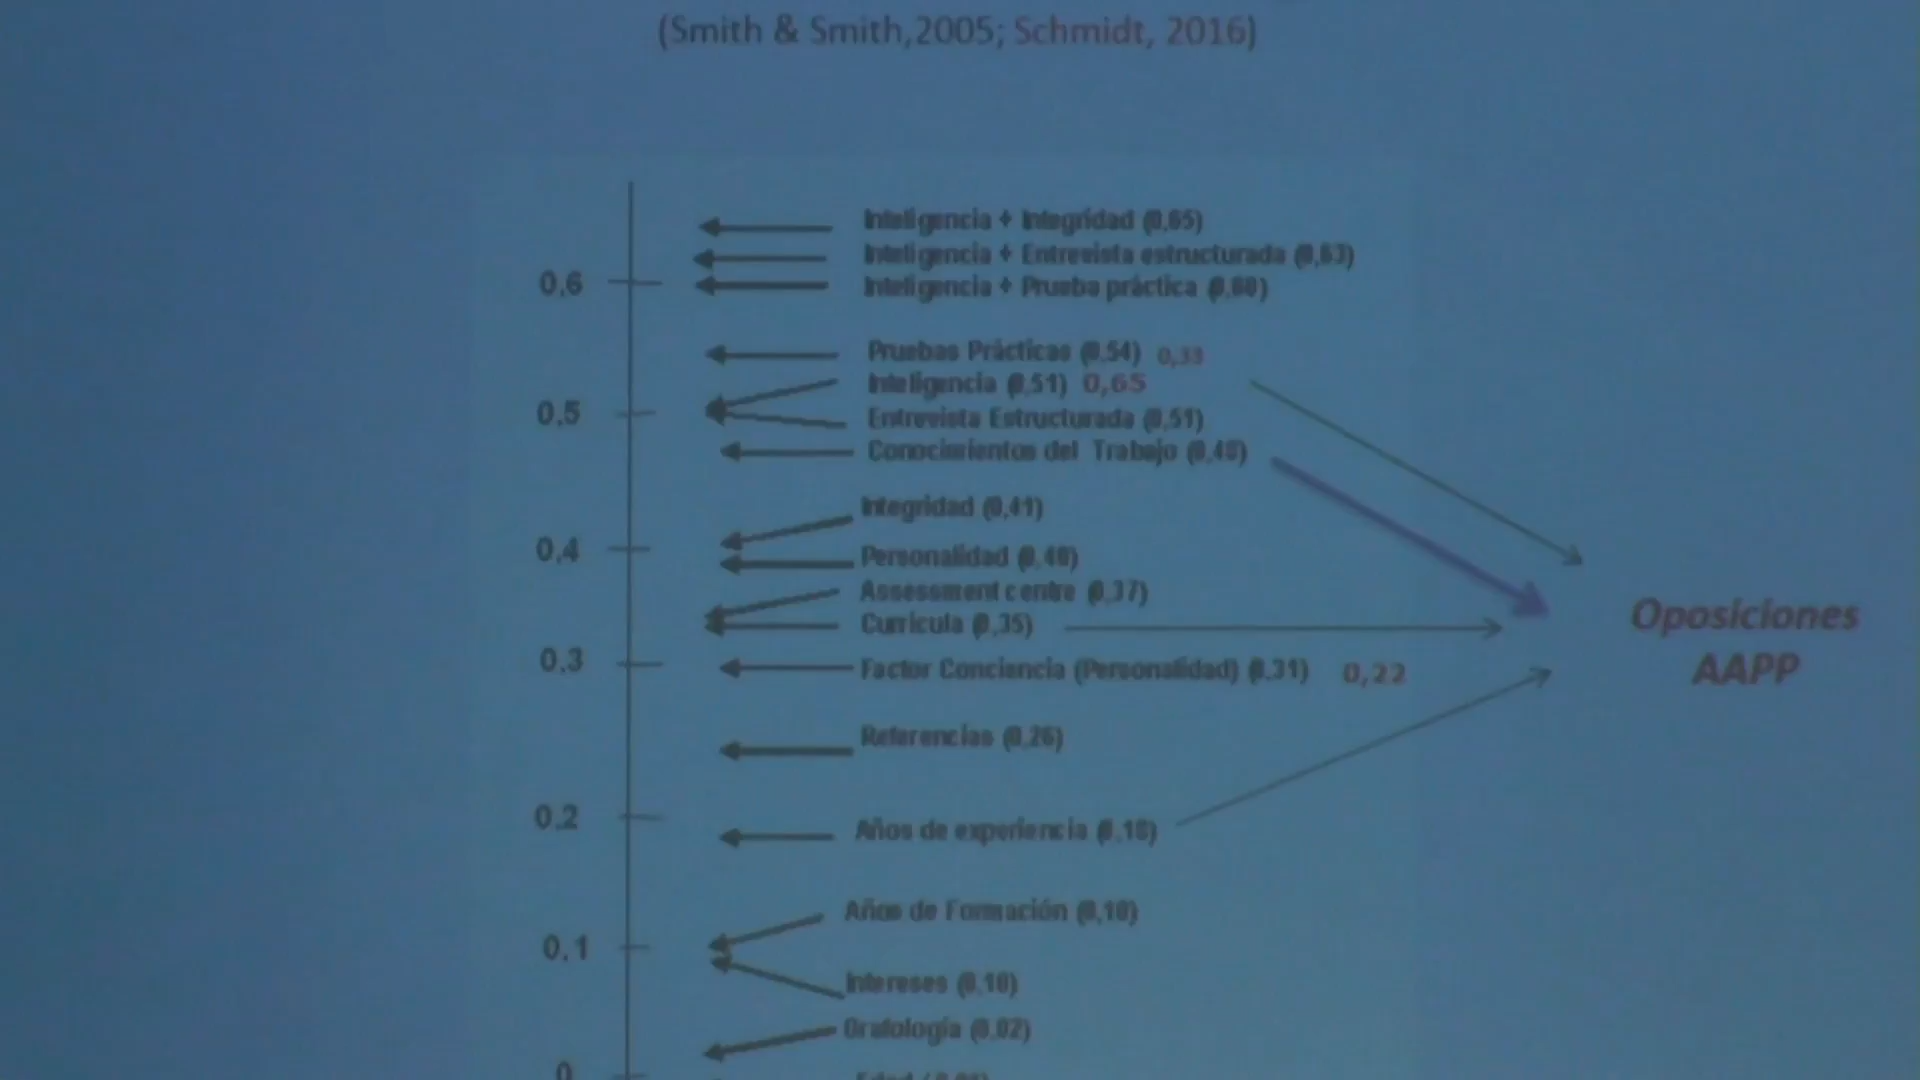 (Smith & Smith,2005; Schmidt, 2016)
Inteligencia + Integridad (0,65)
Inteligencia + Entrevista estructurada (0,63)
0,6
Inteligencia + Prueba práctica (0,60)
Pruebas Prácticas (0,54) 0,33
Inteligencia (0,51) 0,65
0,5
Entrevista Estructurada (0,51)
Conocimientos del Trabajo (0,48)
Integridad (0,41)
0,4
Personalidad (0,40)
Assessment centre (0,37)
Curricula (0,35)
Oposiciones
AAPP
0,3
Factor Conciencia (Personalidad) (0,31) 0,22
Referencias (0,26)
0,2
Años de experiencia (0,18)
Años de Formación (0,10)
0,1
Intereses (0,10)
Grafología (0,02)
0